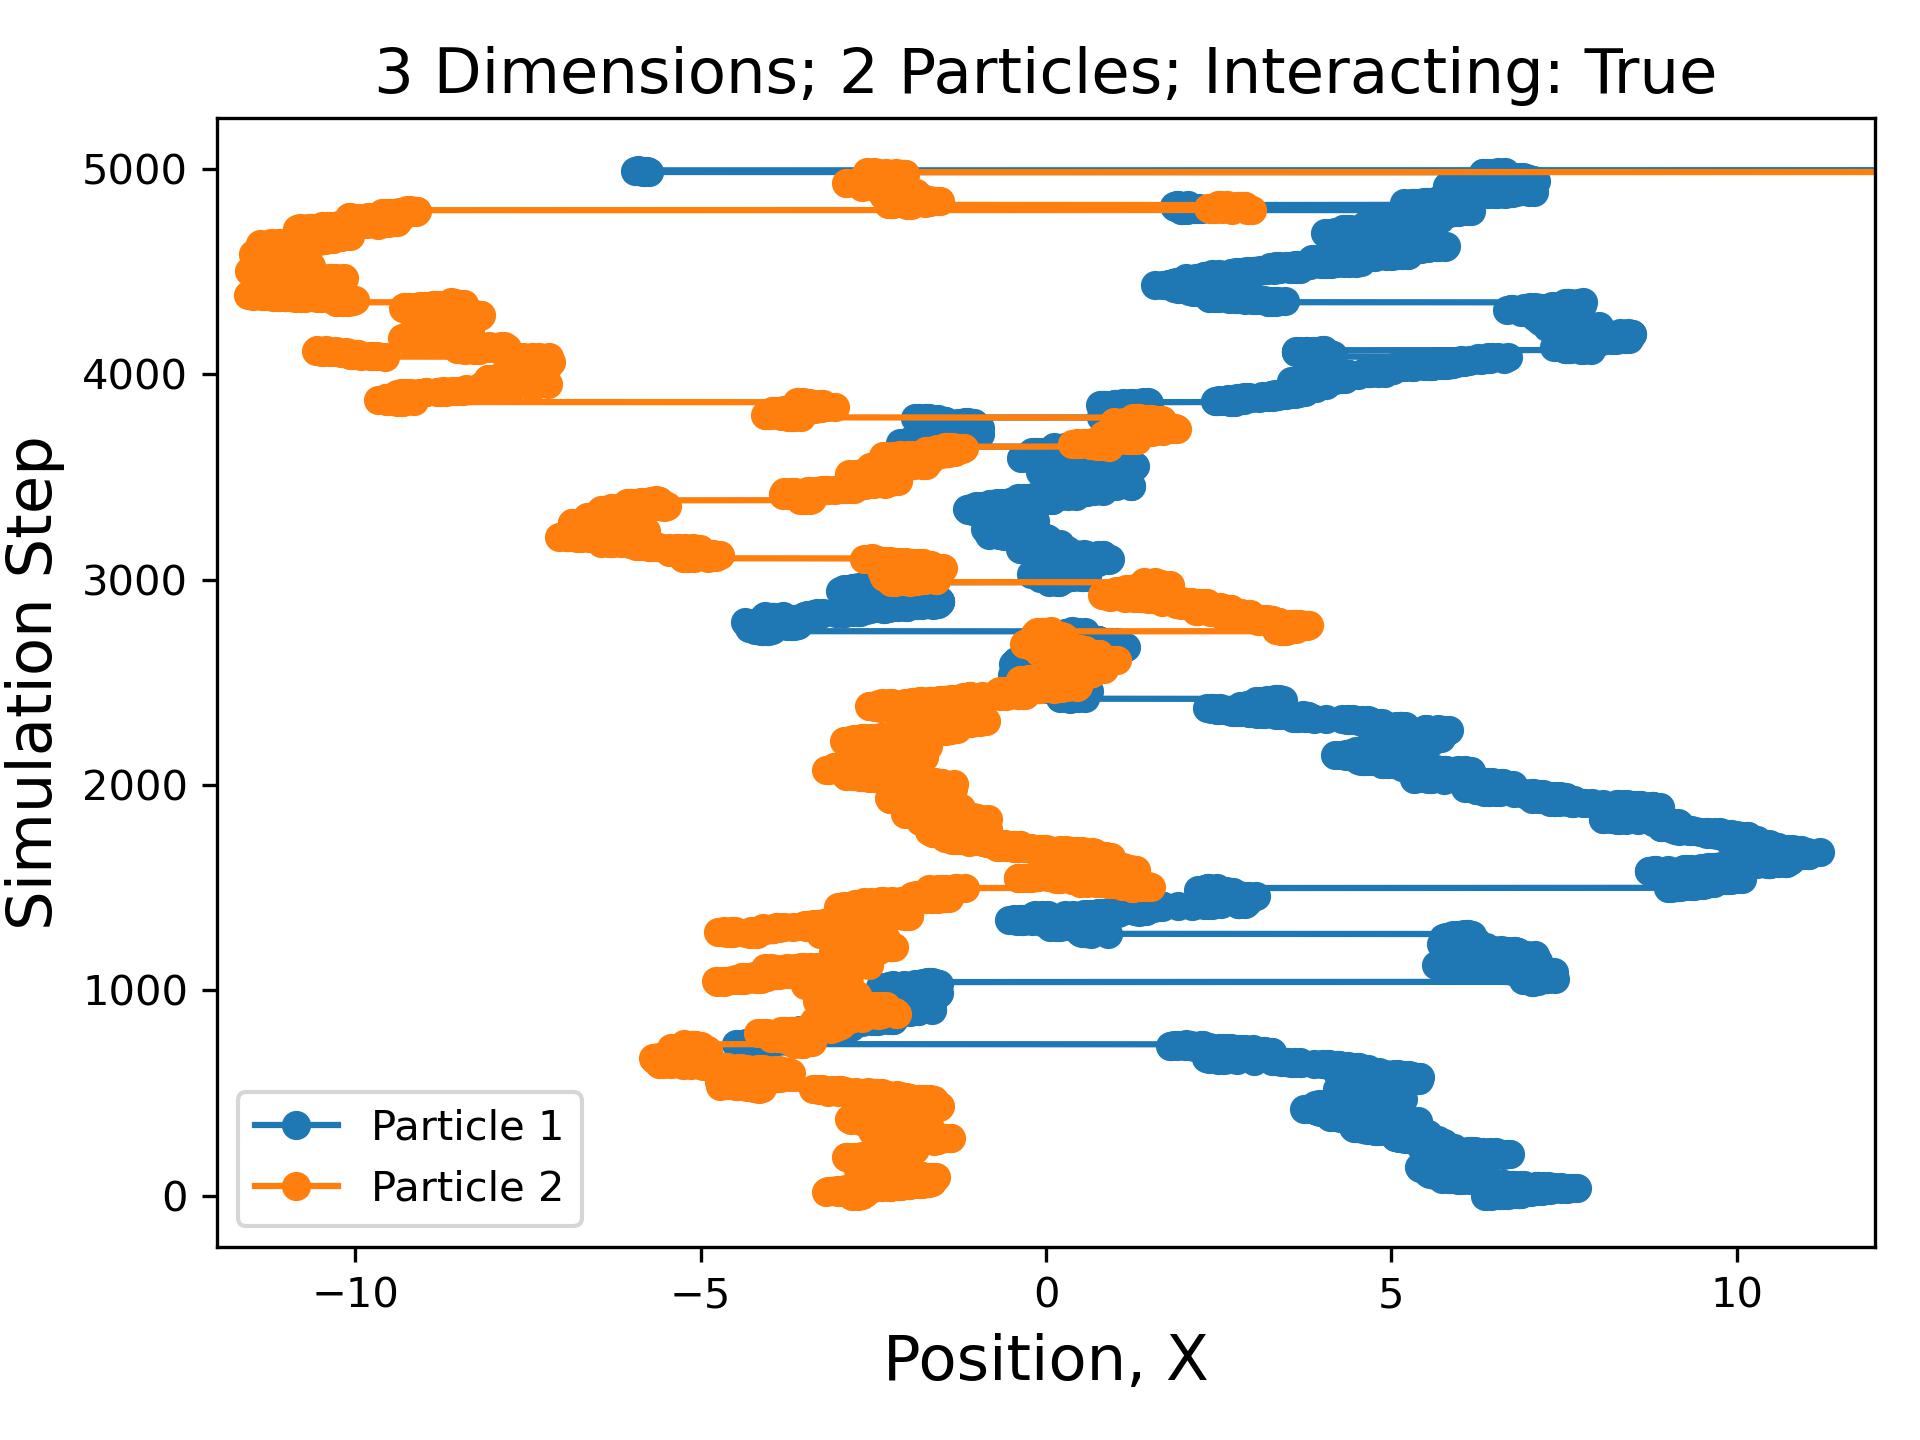 3 Dimensions; 2 Particles; Interacting: True
Simulation Step
5000
4000
3000
2000
1000
0
Particle 1
Particle 2
−10
−5
0
5
10
Position, X